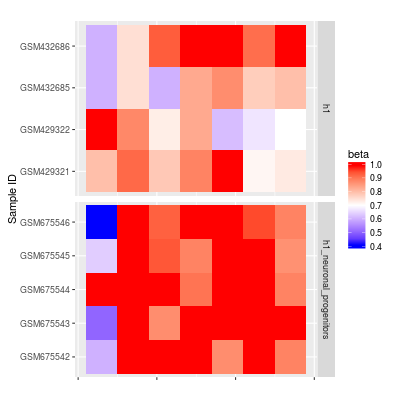 GSM432686
GSM432685
GSM429322
GSM429321
h1
GSM675546
GSM675545
GSM675544
GSM675543
GSM675542
h1_neuronal_progenitors
Sample ID
beta
1.0
0.9
0.8
0.7
0.6
0.5
0.4